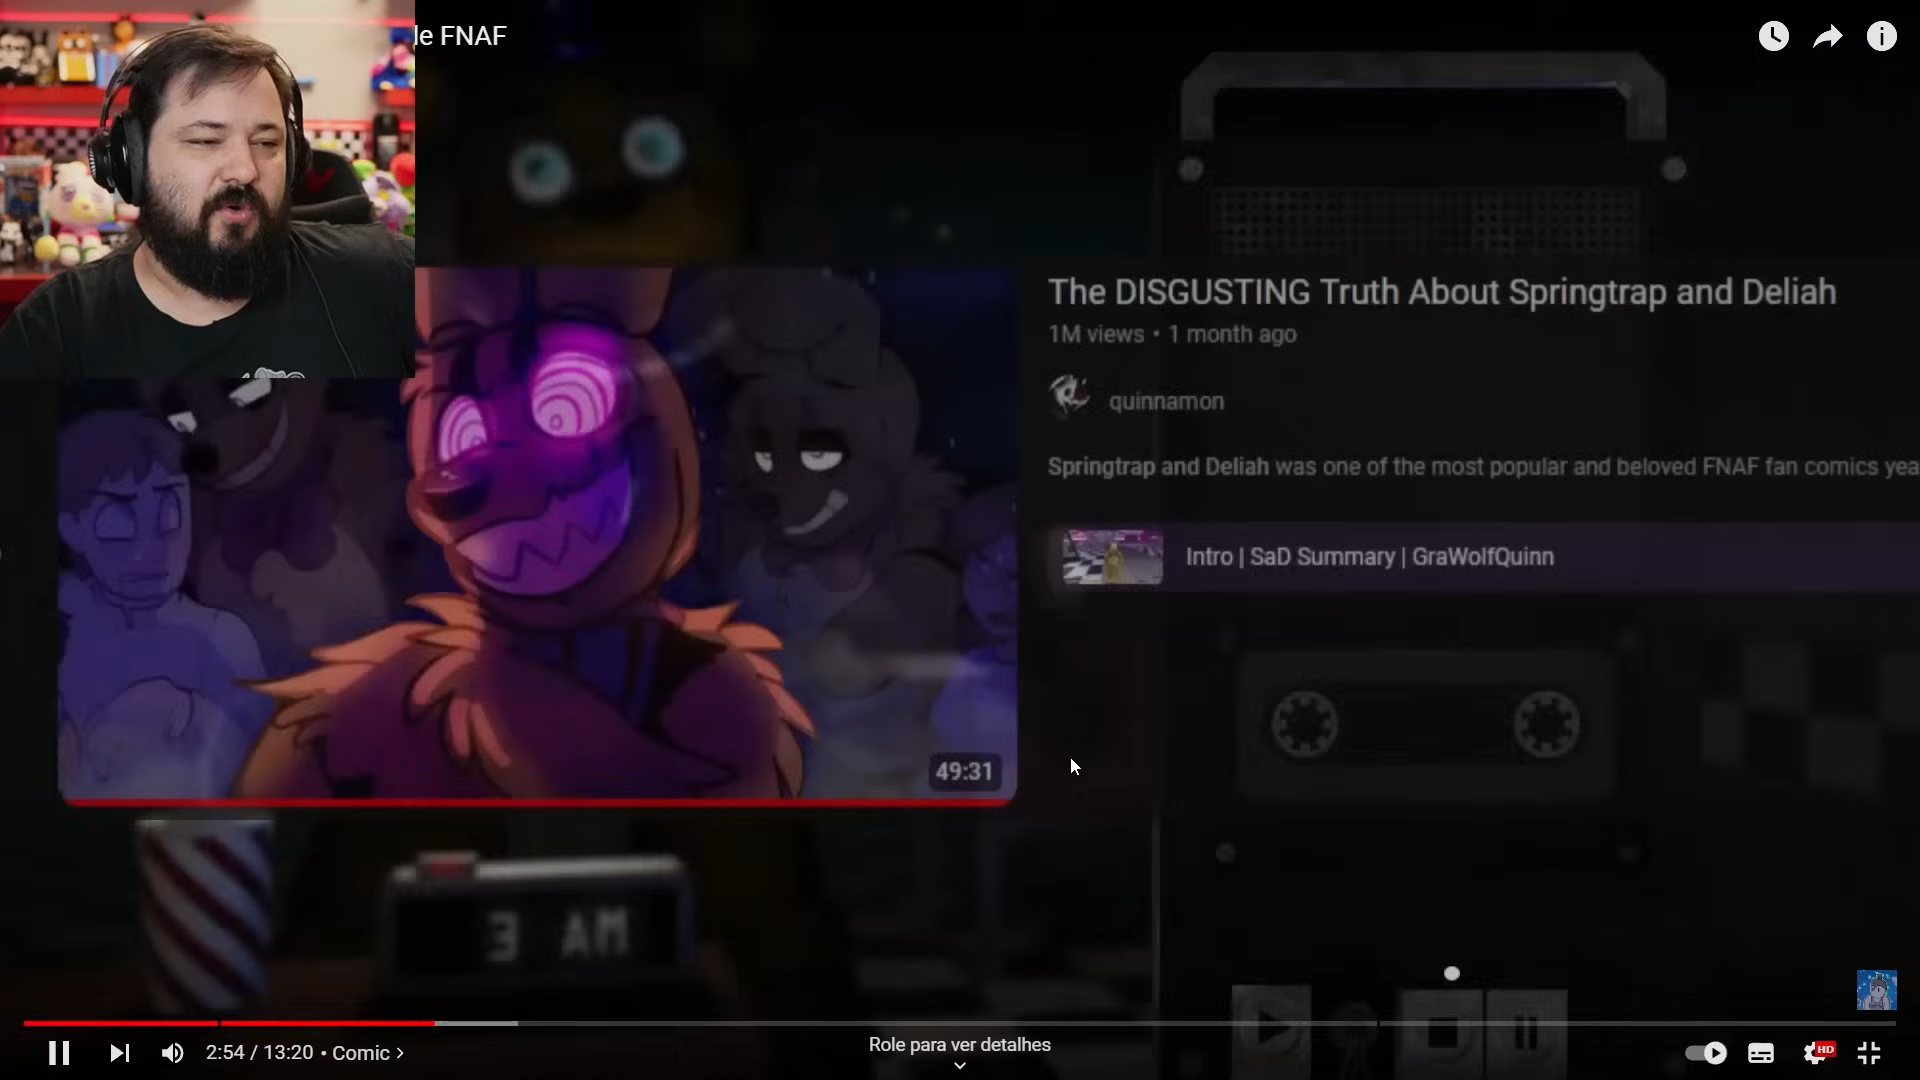 le FNAF
The DISGUSTING Truth About Springtrap and Deliah
1M views • 1 month ago
quinnamon
Springtrap and Deliah was one of the most popular and beloved FNAF fan comics yea
Intro | SaD Summary | GraWolfQuinn
49:31
3 AM
2:54 / 13:20 • Comic >
Role para ver detalhes
HD